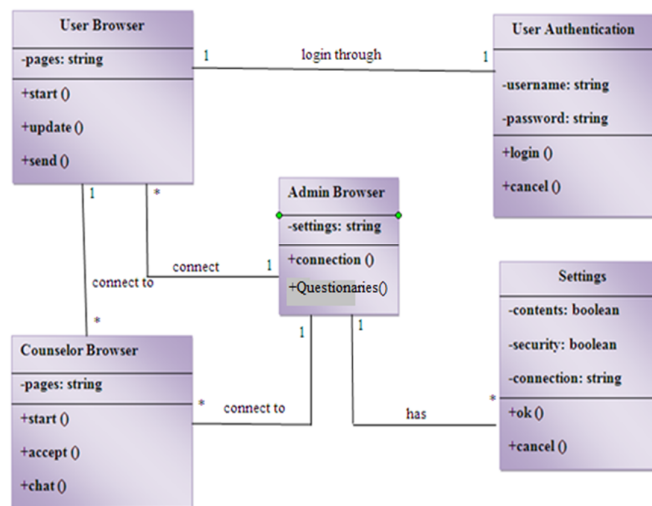 User Browser
-pages: string
+start ()
+update ()
+send ()
1
login through
1
User Authentication
-username: string
-password: string
+login ()
+cancel ()
1
connect to
*
*
connect
1
Admin Browser
-settings: string
+connection ()
+Questionaries()
Counselor Browser
-pages: string
+start ()
+accept ()
+chat ()
*
connect to
1
1
has
*
Settings
-contents: boolean
-security: boolean
-connection: string
+ok ()
+cancel ()